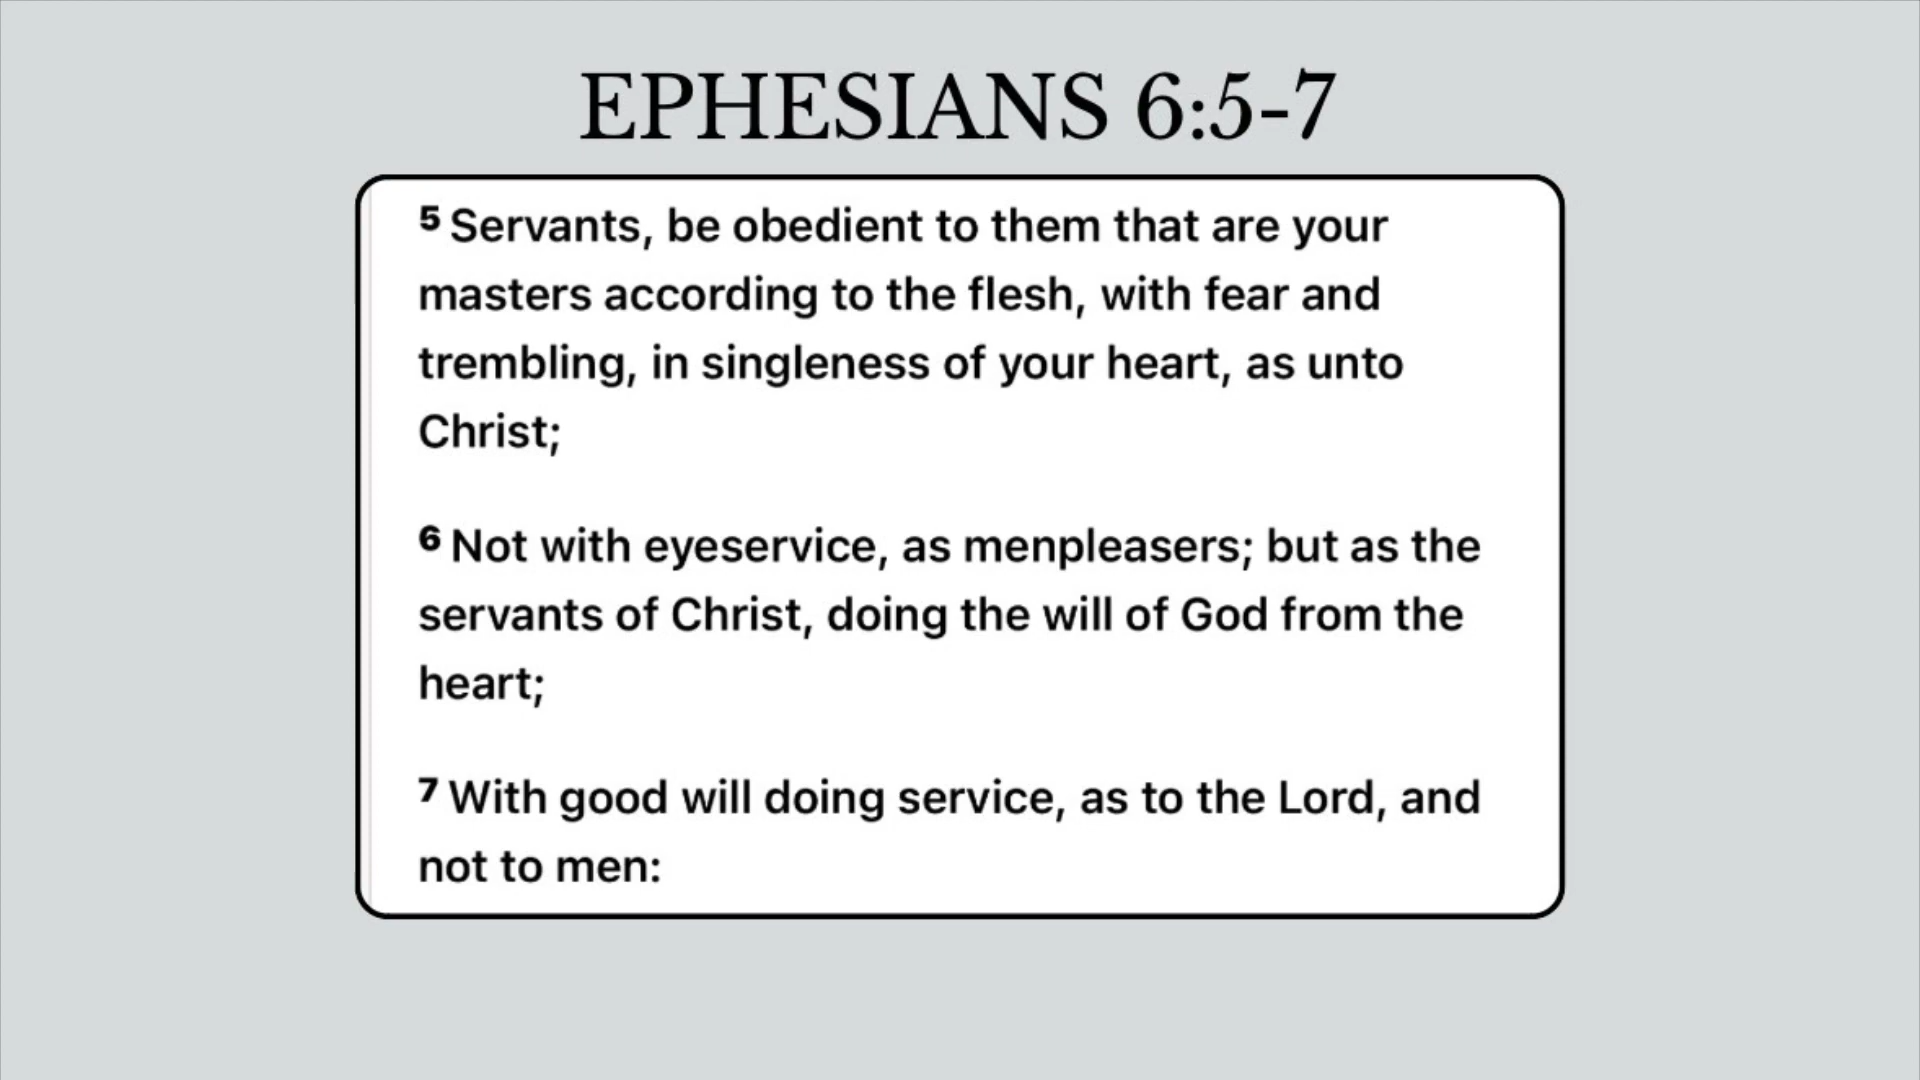 EPHESIANS 6:5-7
5 Servants, be obedient to them that are your
masters according to the flesh, with fear and
trembling, in singleness of your heart, as unto
Christ;
6 Not with eyeservice, as menpleasers; but as the
servants of Christ, doing the will of God from the
heart;
7 With good will doing service, as to the Lord, and
not to men: